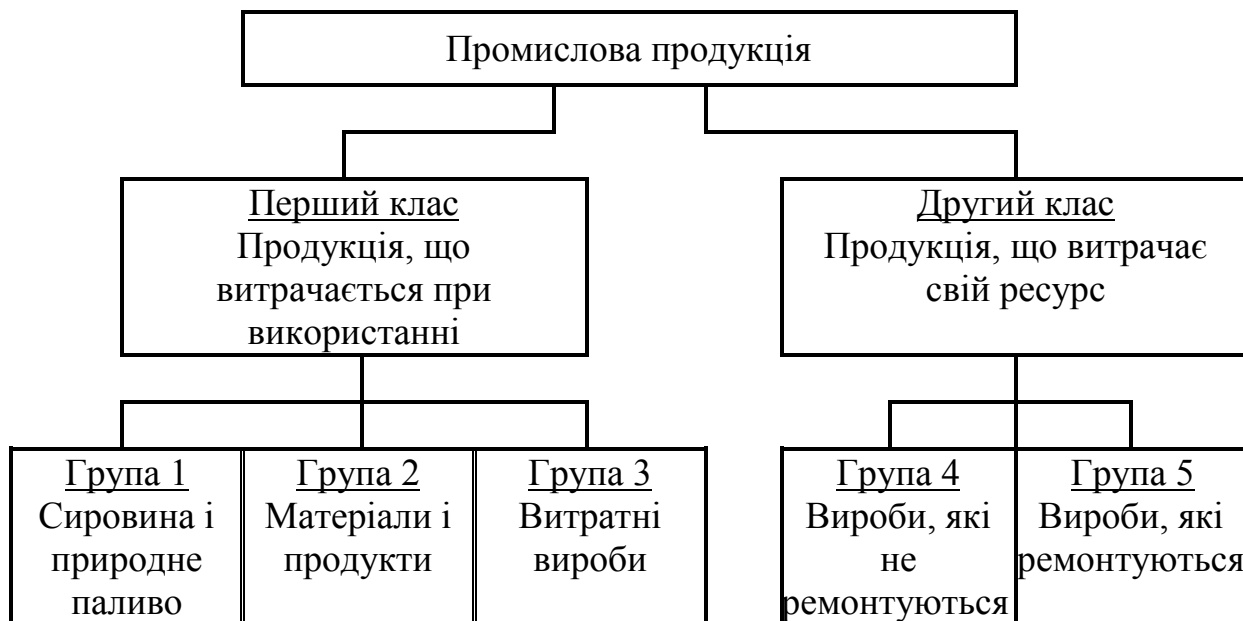 Промислова продукція
Перший клас
Продукція, що
витрачається при
використанні
Другий клас
Продукція, що витрачає
свій ресурс
Група 1
Сировина і
природне
паливо
Група 2
Матеріали і
продукти
Група 3
Витратні
вироби
Група 4
Вироби, які
не
ремонтуються
Група 5
Вироби, які
ремонтуються